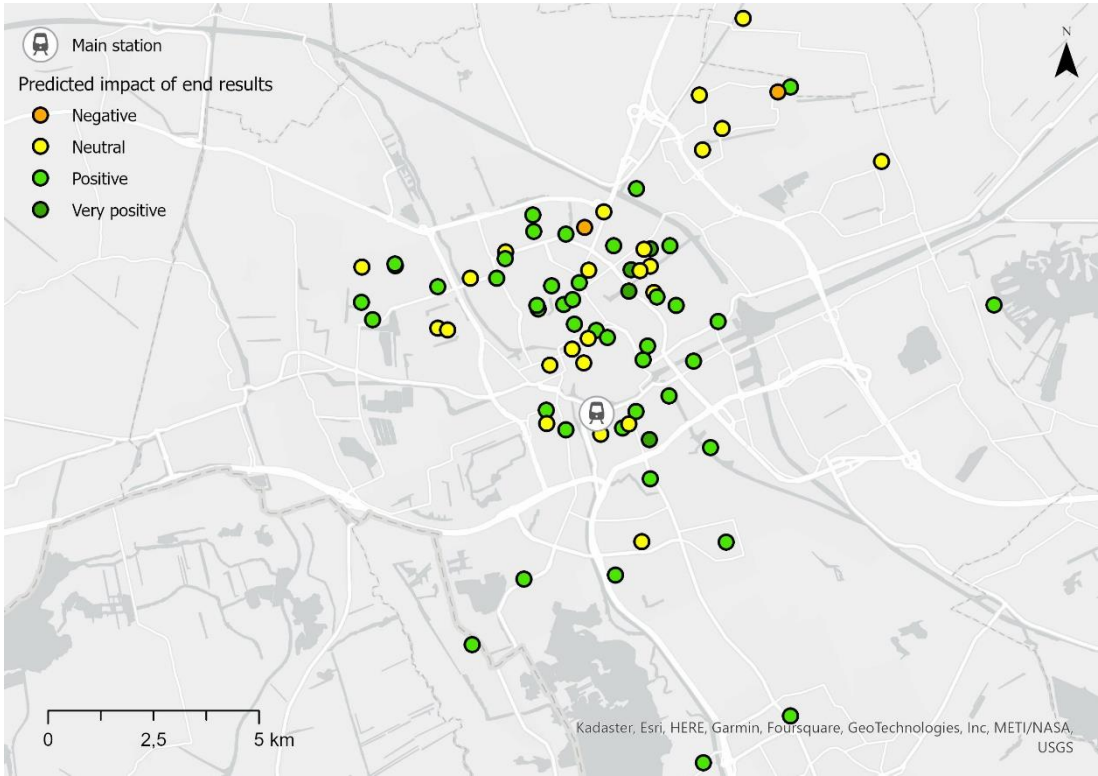 Main station
Predicted impact of end results
Negative
Neutral
Positive
Very positive
N
0 2,5 5 km
Kadaster, Esri, HERE, Garmin, Foursquare, GeoTechnologies, Inc, METI/NASA,
USGS